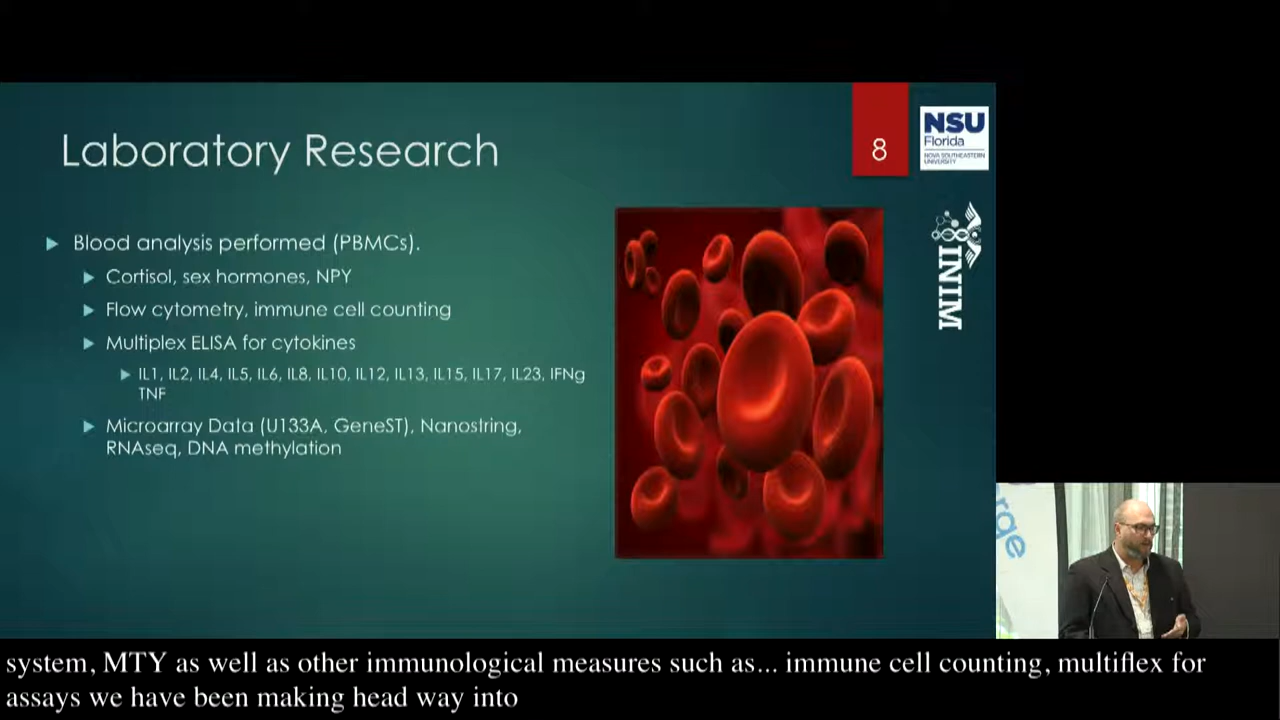 Laboratory Research
8
NSU
Florida
NOVA SOUTHEASTERN
UNIVERSITY
INIM
Blood analysis performed (PBMCs).
Cortisol, sex hormones, NPY
Flow cytometry, immune cell counting
Multiplex ELISA for cytokines
IL1, IL2, IL4, IL5, IL6, IL8, IL10, IL12, IL13, IL15, IL17, IL23, IFNg
TNF
Microarray Data (U133A, GeneST), Nanostring,
RNAseq, DNA methylation
rge
system, MTY as well as other immunological measures such as... immune cell counting, multiflex for
assays we have been making head way into